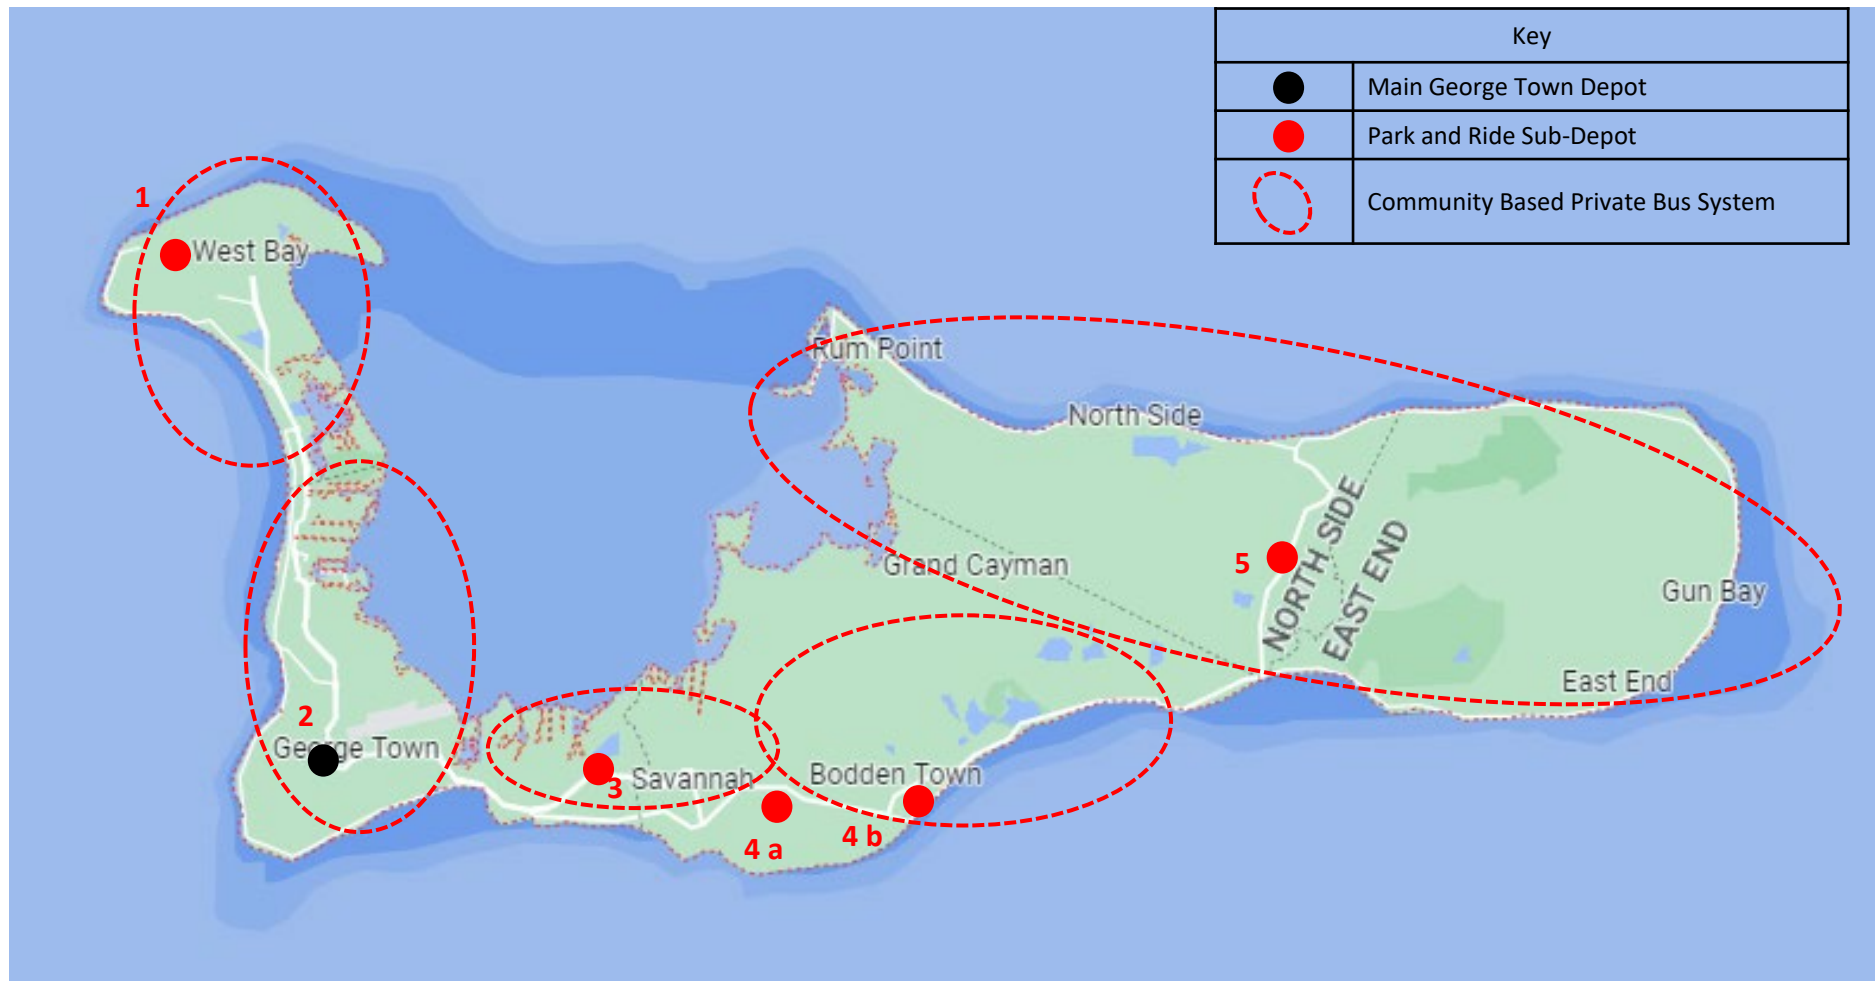 Key
Main George Town Depot
Park and Ride Sub-Depot
Community Based Private Bus System
1
West Bay
Rum Point
North Side
NORTH SIDE
EAST END
5
Grand Cayman
Gun Bay
East End
2
George Town
3
Savannah
Bodden Town
4 a
4 b